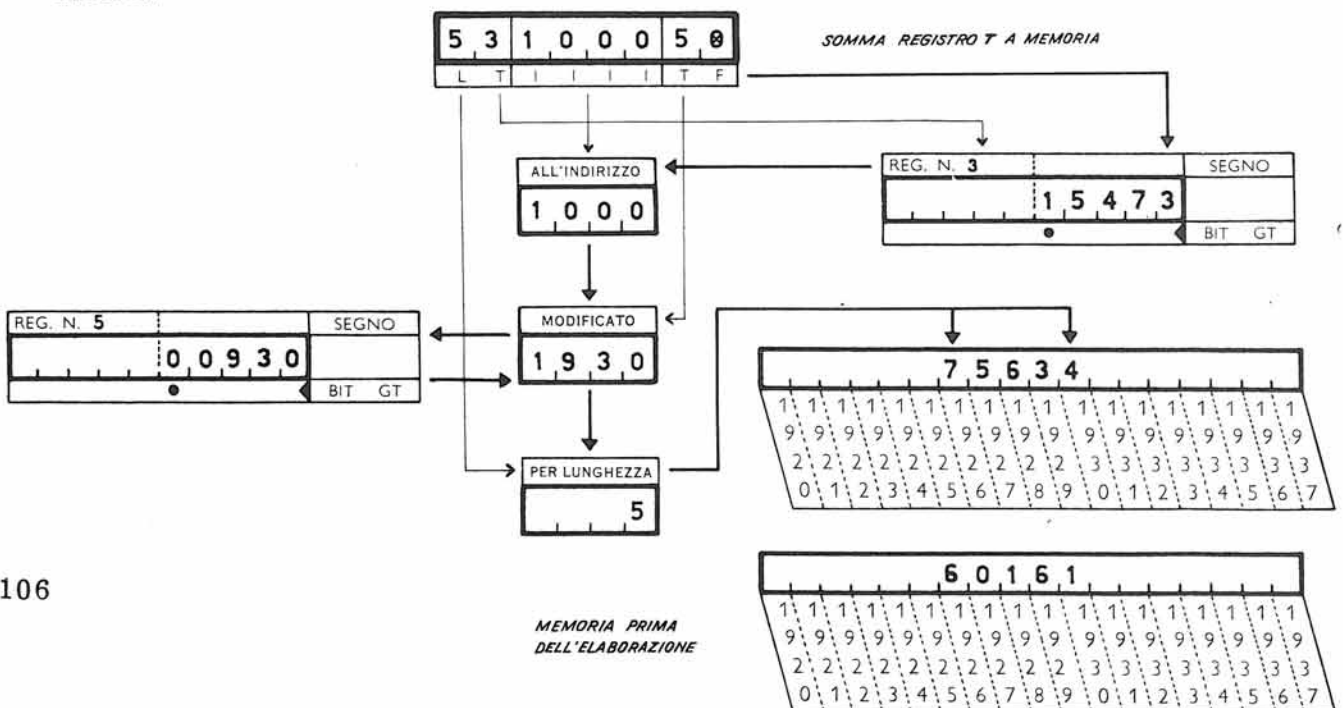 5 3 1 0 0 0 5 ⊗
SOMMA REGISTRO T A MEMORIA
L T I I I I T F
ALL'INDIRIZZO
1 0 0 0
REG. N. 3 SEGNO
1 5 4 7 3
BIT GT
REG. N. 5 SEGNO
0 0 9 3 0
BIT GT
MODIFICATO
1 9 3 0
PER LUNGHEZZA
5
7 5 6 3 4
1 1 1 1 1 1 1 1 1 1 1 1 1 1 1 1 1 1
9 9 9 9 9 9 9 9 9 9 9 9 9 9 9 9 9 9
2 2 2 2 2 2 2 2 2 2 3 3 3 3 3 3 3 3
0 1 2 3 4 5 6 7 8 9 0 1 2 3 4 5 6 7
106
MEMORIA PRIMA
DELL'ELABORAZIONE
6 0 1 6 1
1 1 1 1 1 1 1 1 1 1 1 1 1 1 1 1 1 1
9 9 9 9 9 9 9 9 9 9 9 9 9 9 9 9 9 9
2 2 2 2 2 2 2 2 2 2 3 3 3 3 3 3 3 3
0 1 2 3 4 5 6 7 8 9 0 1 2 3 4 5 6 7